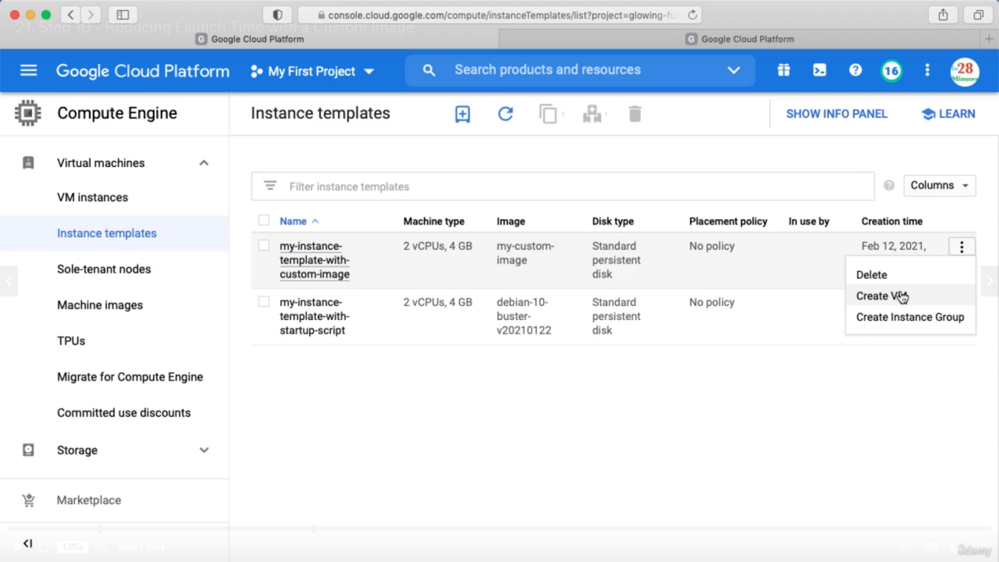 console.cloud.google.com/compute/instanceTemplates/list?project=glowing-fu
21. Step 10 - Reducing Launch Time with a Custom Image
G Google Cloud Platform
G Google Cloud Platform
Google Cloud Platform
My First Project
Search products and resources
16
in28
Minutes
Compute Engine
Instance templates
SHOW INFO PANEL
LEARN
Virtual machines
VM instances
Instance templates
Sole-tenant nodes
Machine images
TPUs
Migrate for Compute Engine
Committed use discounts
Storage
Marketplace
Filter instance templates
Columns
Name Machine type Image Disk type Placement policy In use by Creation time
my-instance-template-with-custom-image 2 vCPUs, 4 GB my-custom-image Standard persistent disk No policy Feb 12, 2021,
my-instance-template-with-startup-script 2 vCPUs, 4 GB debian-10-buster-v20210122 Standard persistent disk No policy
Delete
Create VM
Create Instance Group
1.25x
8:50 / 9:44
ûdemy